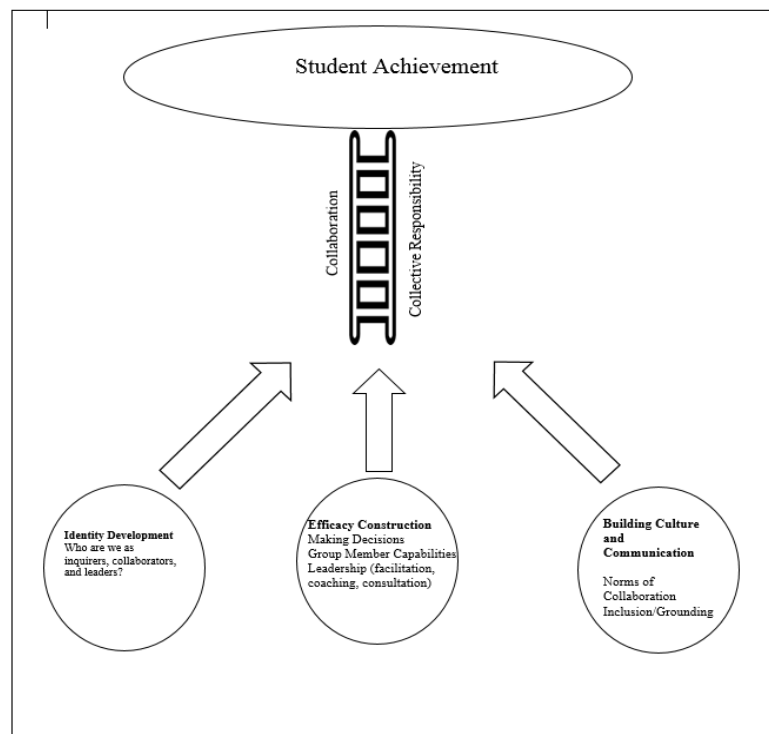 Student Achievement
Collaboration
Collective Responsibility
Identity Development
Who are we as
inquirers, collaborators,
and leaders?
Efficacy Construction
Making Decisions
Group Member Capabilities
Leadership (facilitation,
coaching, consultation)
Building Culture
and
Communication
Norms of
Collaboration
Inclusion/Grounding